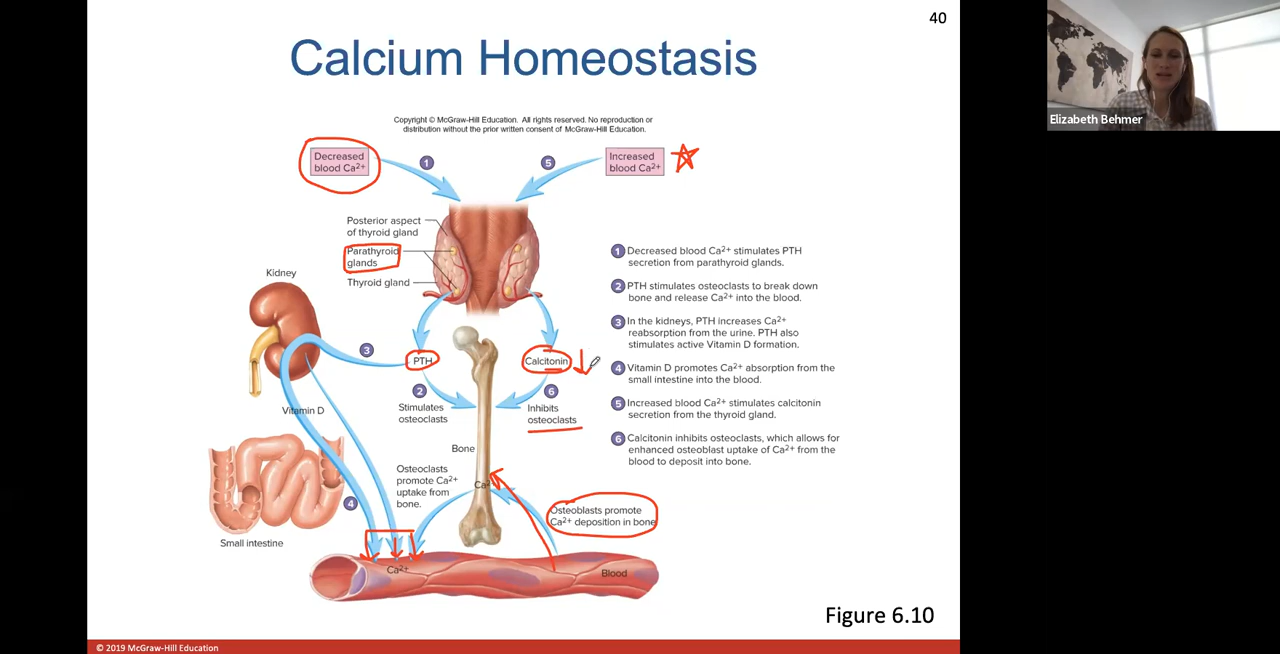 40
Calcium Homeostasis
Copyright © McGraw-Hill Education. All rights reserved. No reproduction or
distribution without the prior written consent of McGraw-Hill Education.
Elizabeth Behmer
Decreased
blood Ca2+
1
5
Increased
blood Ca2+
Posterior aspect
of thyroid gland
Parathyroid
glands
Thyroid gland
Kidney
3
PTH
Calcitonin
2
Stimulates
osteoclasts
6
Inhibits
osteoclasts
Vitamin D
Bone
Osteoclasts
promote Ca2+
uptake from
bone.
Ca2
4
Osteoblasts promote
Ca2+ deposition in bone
Small intestine
Ca2+
Blood
1 Decreased blood Ca2+ stimulates PTH
secretion from parathyroid glands.
2 PTH stimulates osteoclasts to break down
bone and release Ca2+ into the blood.
3 In the kidneys, PTH increases Ca2+
reabsorption from the urine. PTH also
stimulates active Vitamin D formation.
4 Vitamin D promotes Ca2+ absorption from the
small intestine into the blood.
5 Increased blood Ca2+ stimulates calcitonin
secretion from the thyroid gland.
6 Calcitonin inhibits osteoclasts, which allows for
enhanced osteoblast uptake of Ca2+ from the
blood to deposit into bone.
Figure 6.10
© 2019 McGraw-Hill Education